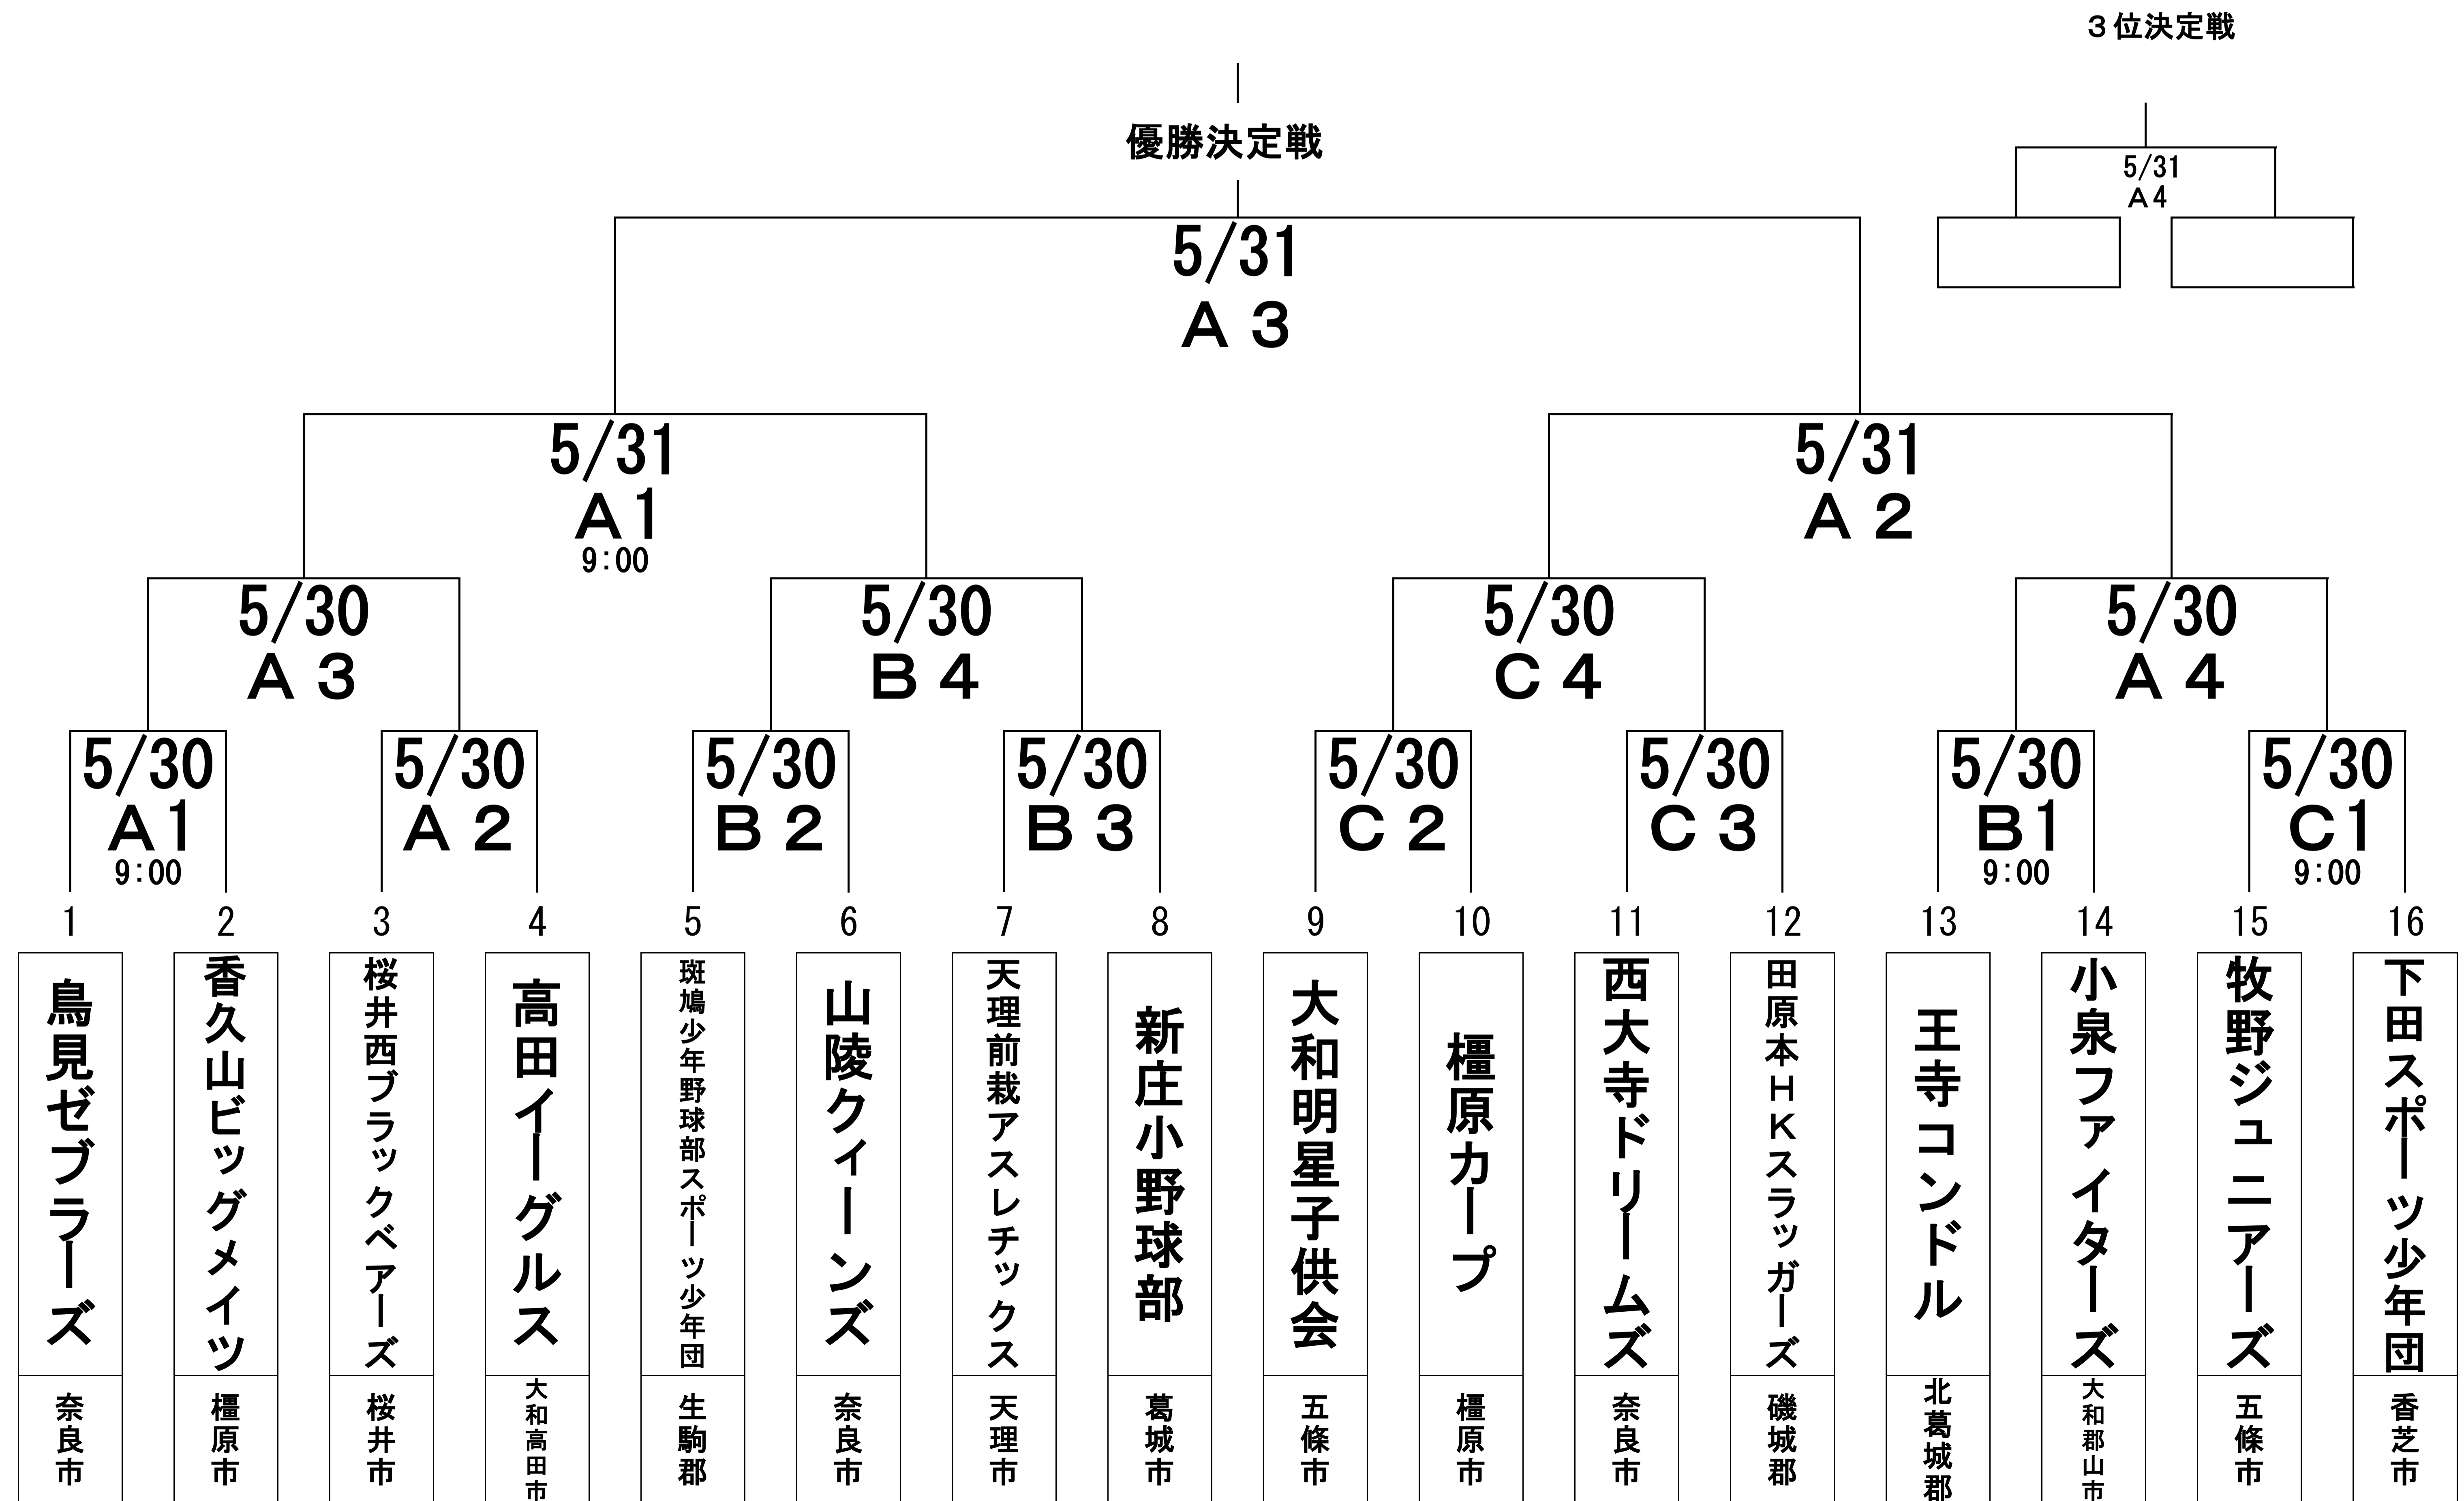 ３位決定戦
優勝決定戦
5/31
Ａ４
5/31
Ａ３
5/31
Ａ1
9:00
5/31
Ａ２
5/30
Ａ３
5/30
Ｂ４
5/30
Ｃ４
5/30
Ａ４
5/30
Ａ1
9:00
5/30
Ａ２
5/30
Ｂ２
5/30
Ｂ３
5/30
Ｃ２
5/30
Ｃ３
5/30
Ｂ1
9:00
5/30
Ｃ1
9:00
1
2
3
4
5
6
7
8
9
10
11
12
13
14
15
16
鳥見ゼブラーズ
香久山ビッグメイツ
桜井西ブラックベアーズ
高田イーグルス
斑鳩少年野球部スポーツ少年団
山陵クィーンズ
天理前栽アスレチックス
新庄小野球部
大和明星子供会
橿原カープ
西大寺ドリームズ
田原本ＨＫスラッガーズ
王寺コンドル
小泉ファイターズ
牧野ジュニアーズ
下田スポーツ少年団
奈良市
橿原市
桜井市
大和高田市
生駒郡
奈良市
天理市
葛城市
五條市
橿原市
奈良市
磯城郡
北葛城郡
大和郡山市
五條市
香芝市